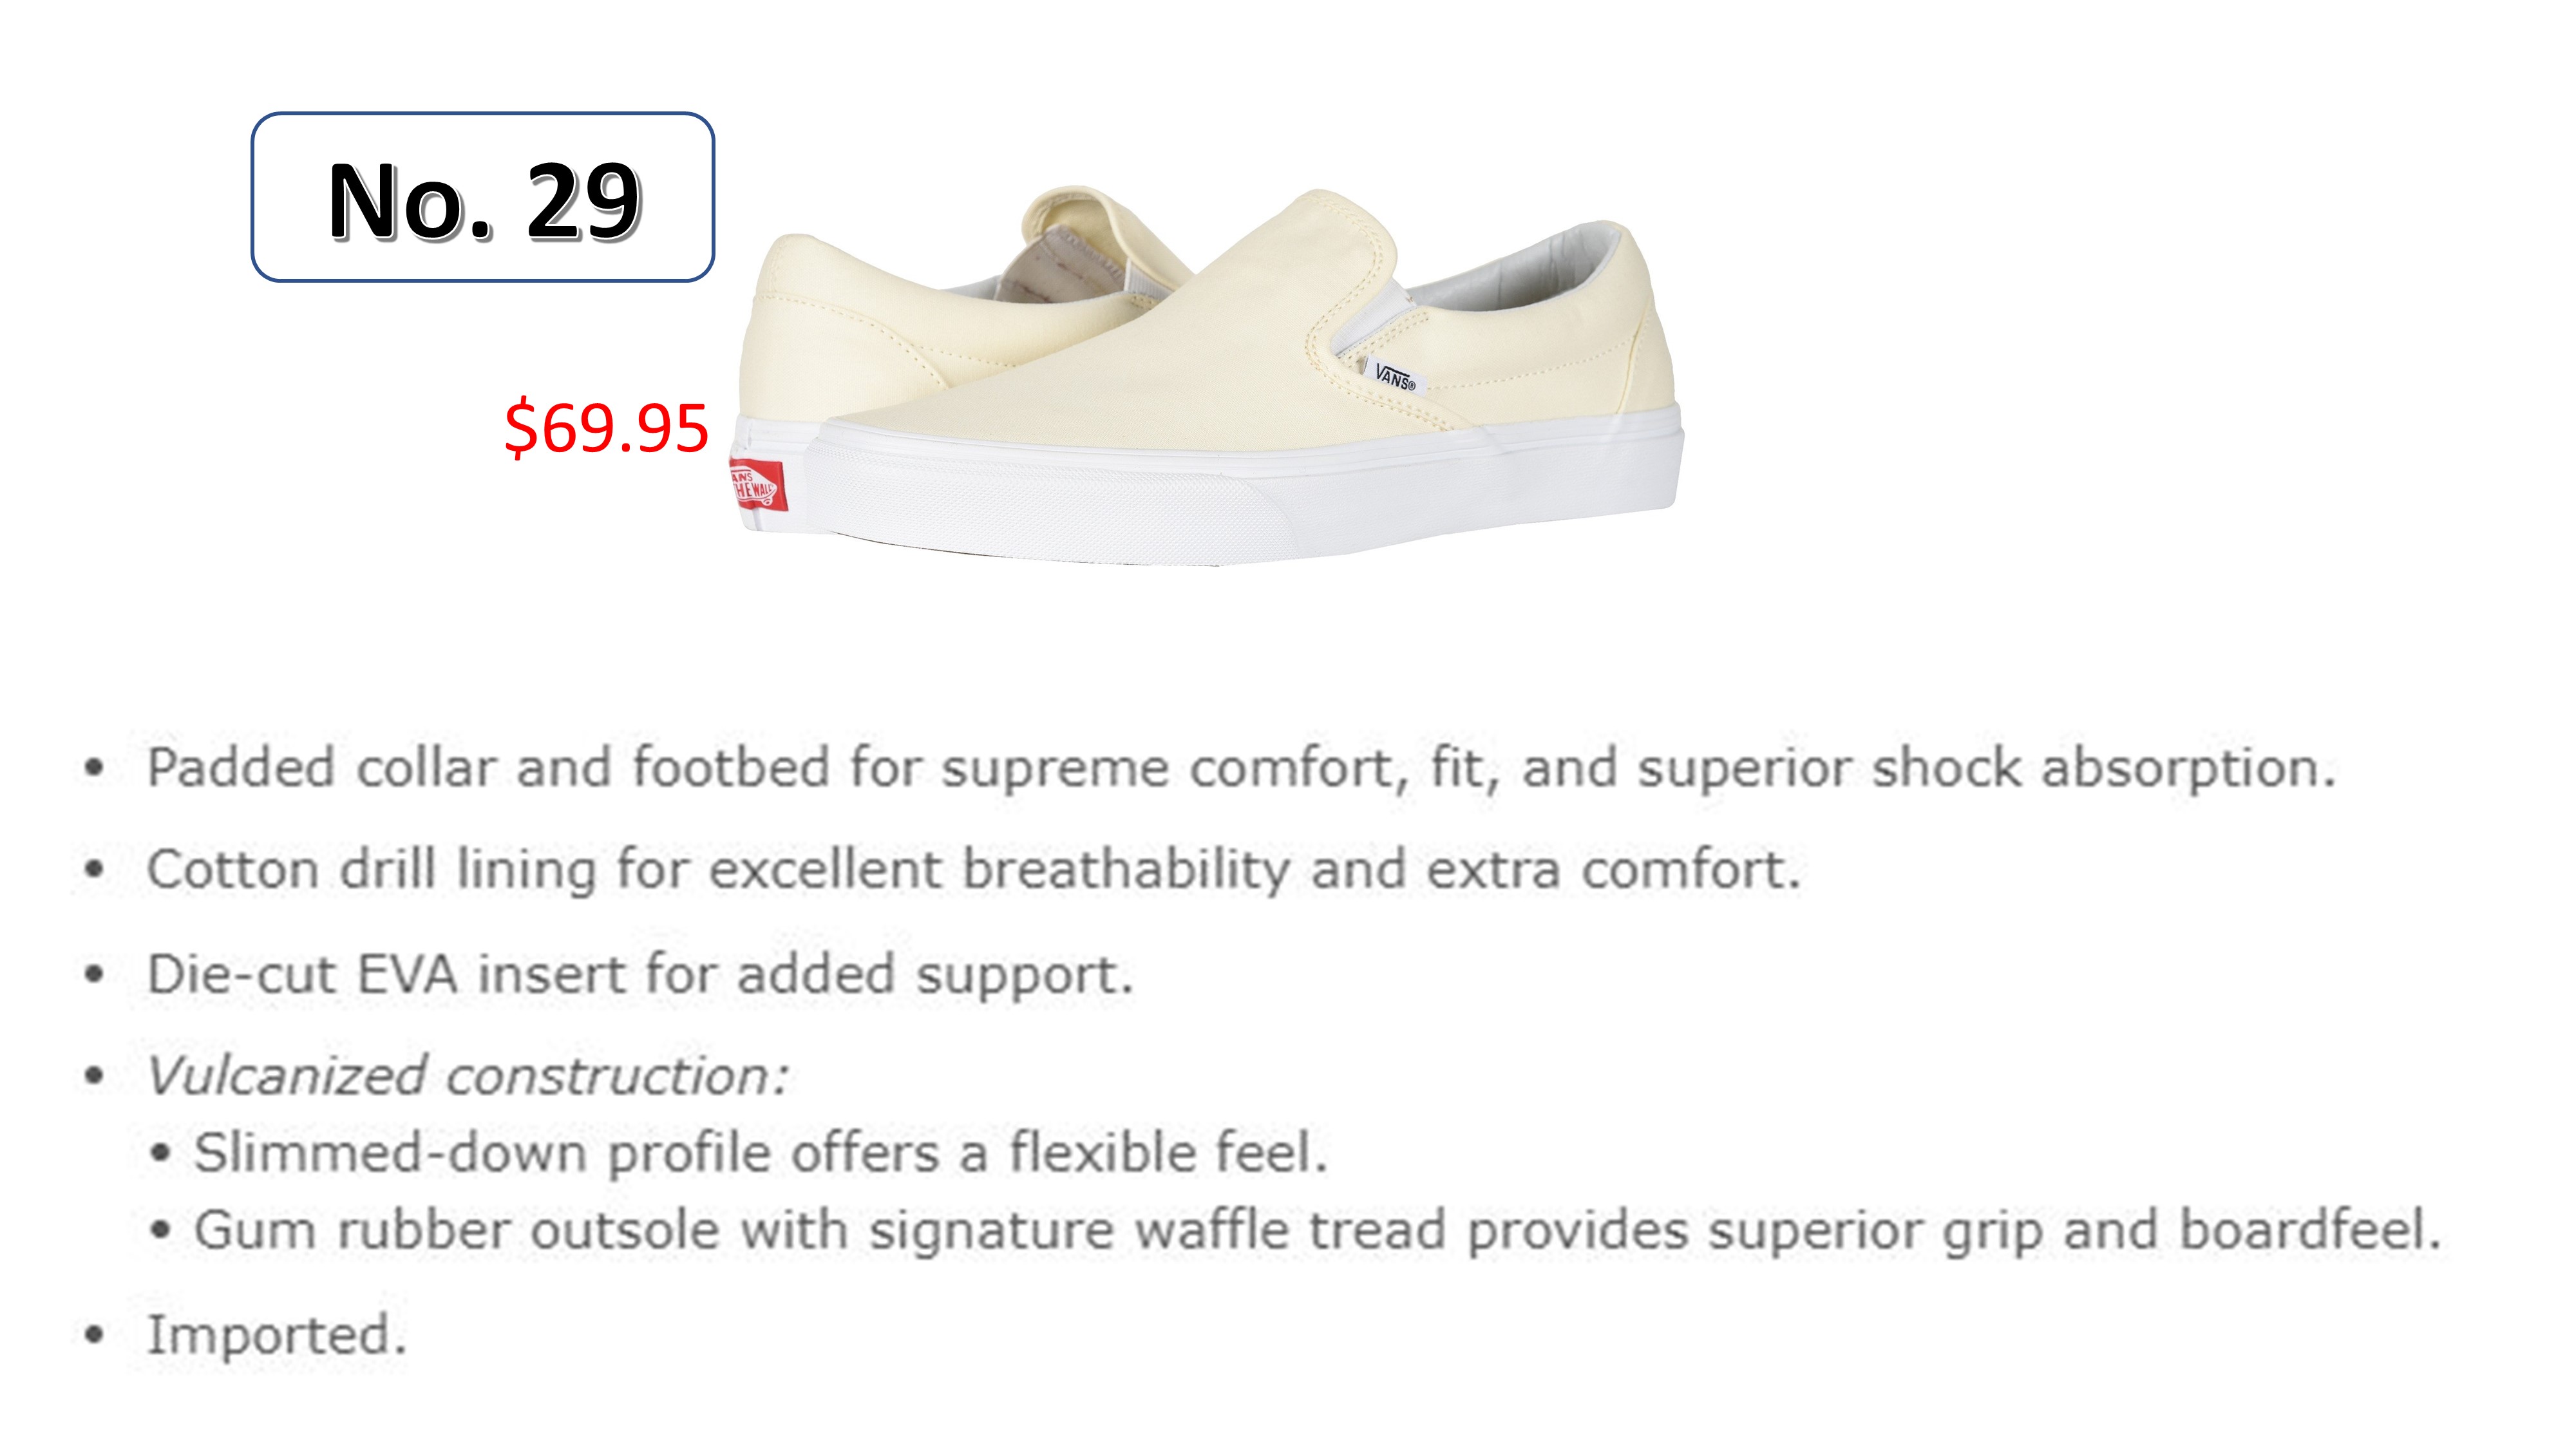 No. 29
$69.95
VANS®
ANS
HEWALL
• Padded collar and footbed for supreme comfort, fit, and superior shock absorption.
• Cotton drill lining for excellent breathability and extra comfort.
• Die-cut EVA insert for added support.
• Vulcanized construction:
• Slimmed-down profile offers a flexible feel.
• Gum rubber outsole with signature waffle tread provides superior grip and boardfeel.
• Imported.